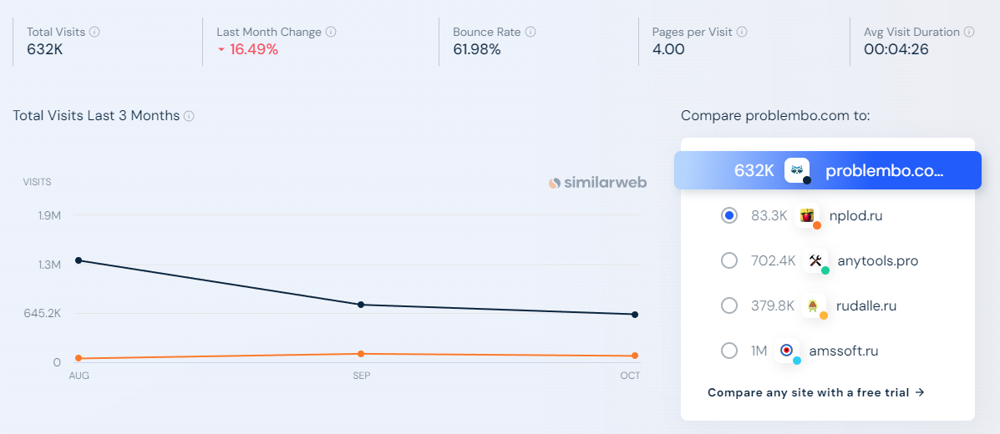 Total Visits
632K
Last Month Change
16.49%
Bounce Rate
61.98%
Pages per Visit
4.00
Avg Visit Duration
00:04:26
Total Visits Last 3 Months
VISITS
similarweb
1.9M
1.3M
645.2K
0
AUG SEP OCT
Compare problembo.com to:
632K problembo.co...
83.3K nplod.ru
702.4K anytools.pro
379.8K rudalle.ru
1M amssoft.ru
Compare any site with a free trial →